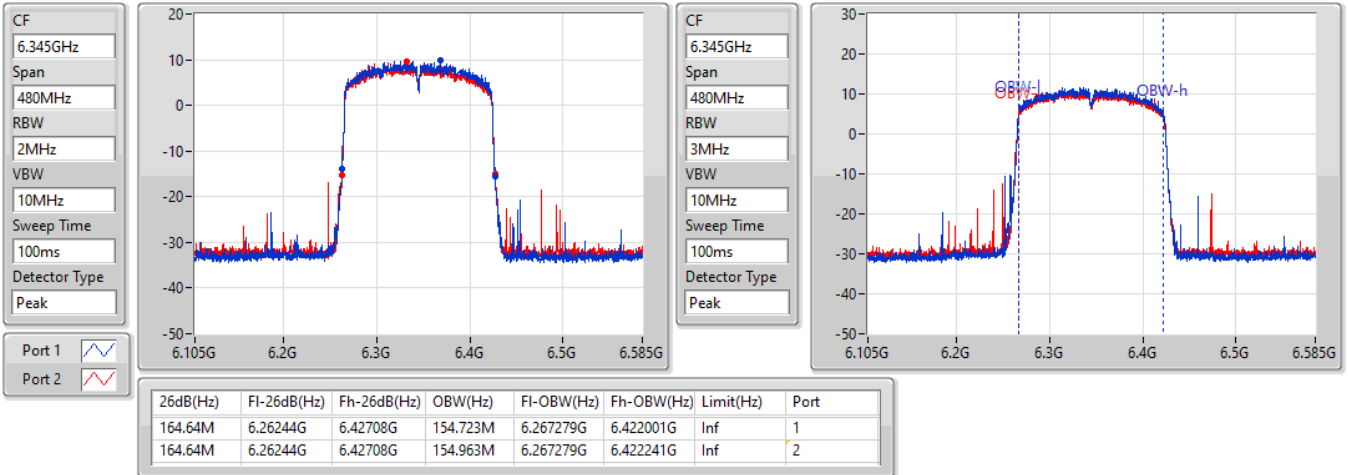 CF
6.345GHz
Span
480MHz
RBW
2MHz
VBW
10MHz
Sweep Time
100ms
Detector Type
Peak
20
10
0
-10
-20
-30
-40
-50
6.105G 6.2G 6.3G 6.4G 6.5G 6.585G
CF
6.345GHz
Span
480MHz
RBW
3MHz
VBW
10MHz
Sweep Time
100ms
Detector Type
Peak
30
20
10
0
-10
-20
-30
-40
-50
OBW-l
OBW-h
6.105G 6.2G 6.3G 6.4G 6.5G 6.585G
Port 1
Port 2
26dB(Hz) Fl-26dB(Hz) Fh-26dB(Hz) OBW(Hz) Fl-OBW(Hz) Fh-OBW(Hz) Limit(Hz) Port
164.64M 6.26244G 6.42708G 154.723M 6.267279G 6.422001G Inf 1
164.64M 6.26244G 6.42708G 154.963M 6.267279G 6.422241G Inf 2